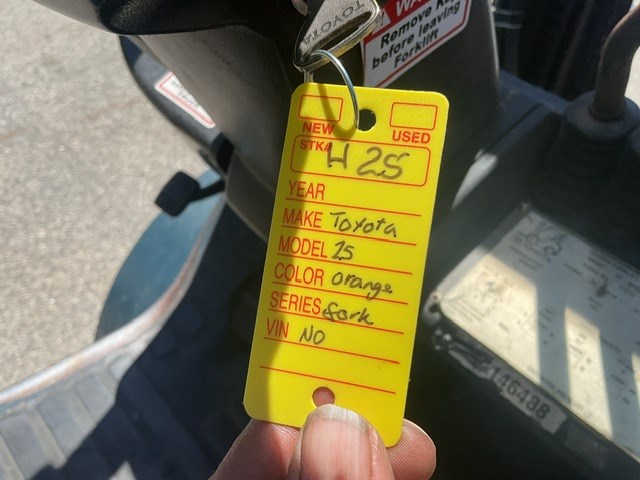 TOYOTA
WA
Remove K
before leaving
Forklift
NEW USED
STK# H 25
YEAR
MAKE Toyota
MODEL 25
COLOR orange
SERIES fork
VIN NO
146438